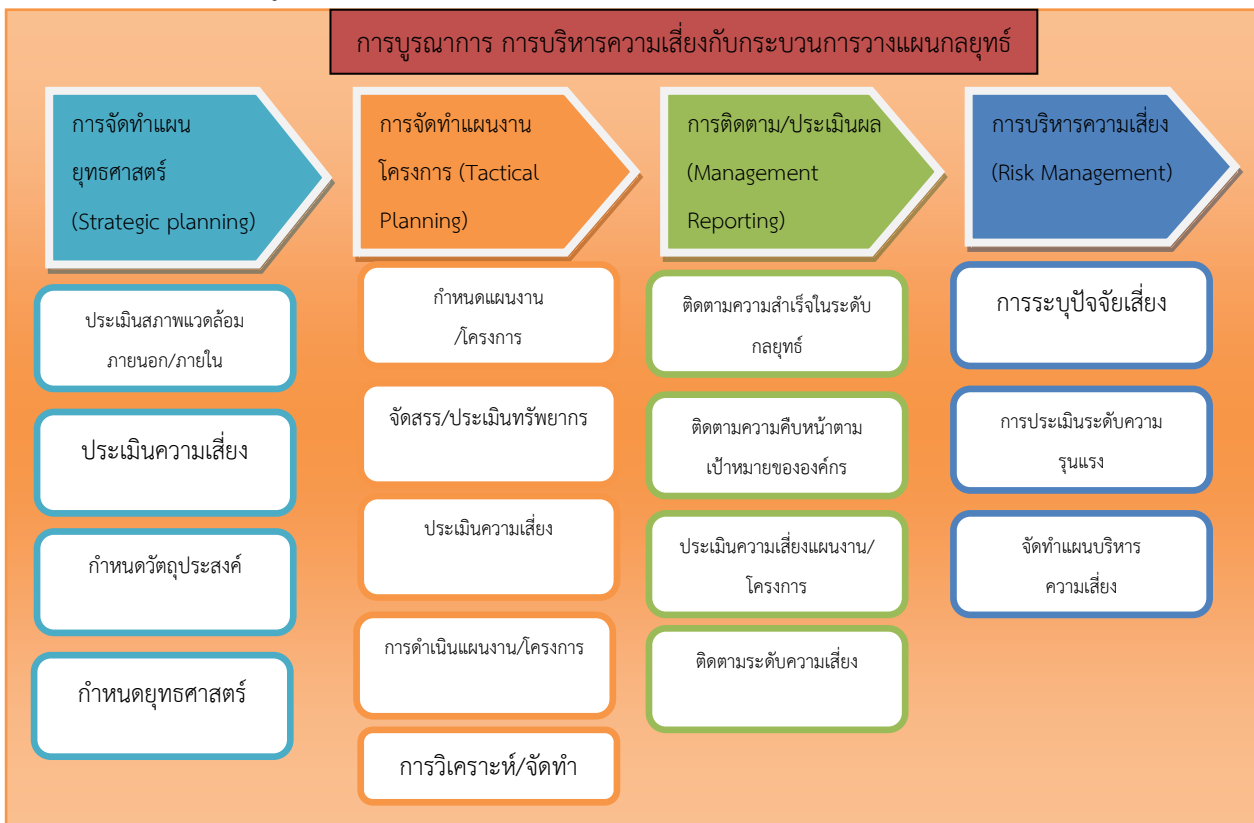 การบูรณาการ การบริหารความเสี่ยงกับกระบวนการวางแผนกลยุทธ์
การจัดทำแผน
ยุทธศาสตร์
(Strategic planning)
ประเมินสภาพแวดล้อม
ภายนอก/ภายใน
ประเมินความเสี่ยง
กำหนดวัตถุประสงค์
กำหนดยุทธศาสตร์
การจัดทำแผนงาน
โครงการ (Tactical
Planning)
กำหนดแผนงาน
/โครงการ
จัดสรร/ประเมินทรัพยากร
ประเมินความเสี่ยง
การดำเนินแผนงาน/โครงการ
การวิเคราะห์/จัดทำ
การติดตาม/ประเมินผล
(Management
Reporting)
ติดตามความสำเร็จในระดับ
กลยุทธ์
ติดตามความคืบหน้าตาม
เป้าหมายขององค์กร
ประเมินความเสี่ยงแผนงาน/
โครงการ
ติดตามระดับความเสี่ยง
การบริหารความเสี่ยง
(Risk Management)
การระบุปัจจัยเสี่ยง
การประเมินระดับความ
รุนแรง
จัดทำแผนบริหาร
ความเสี่ยง